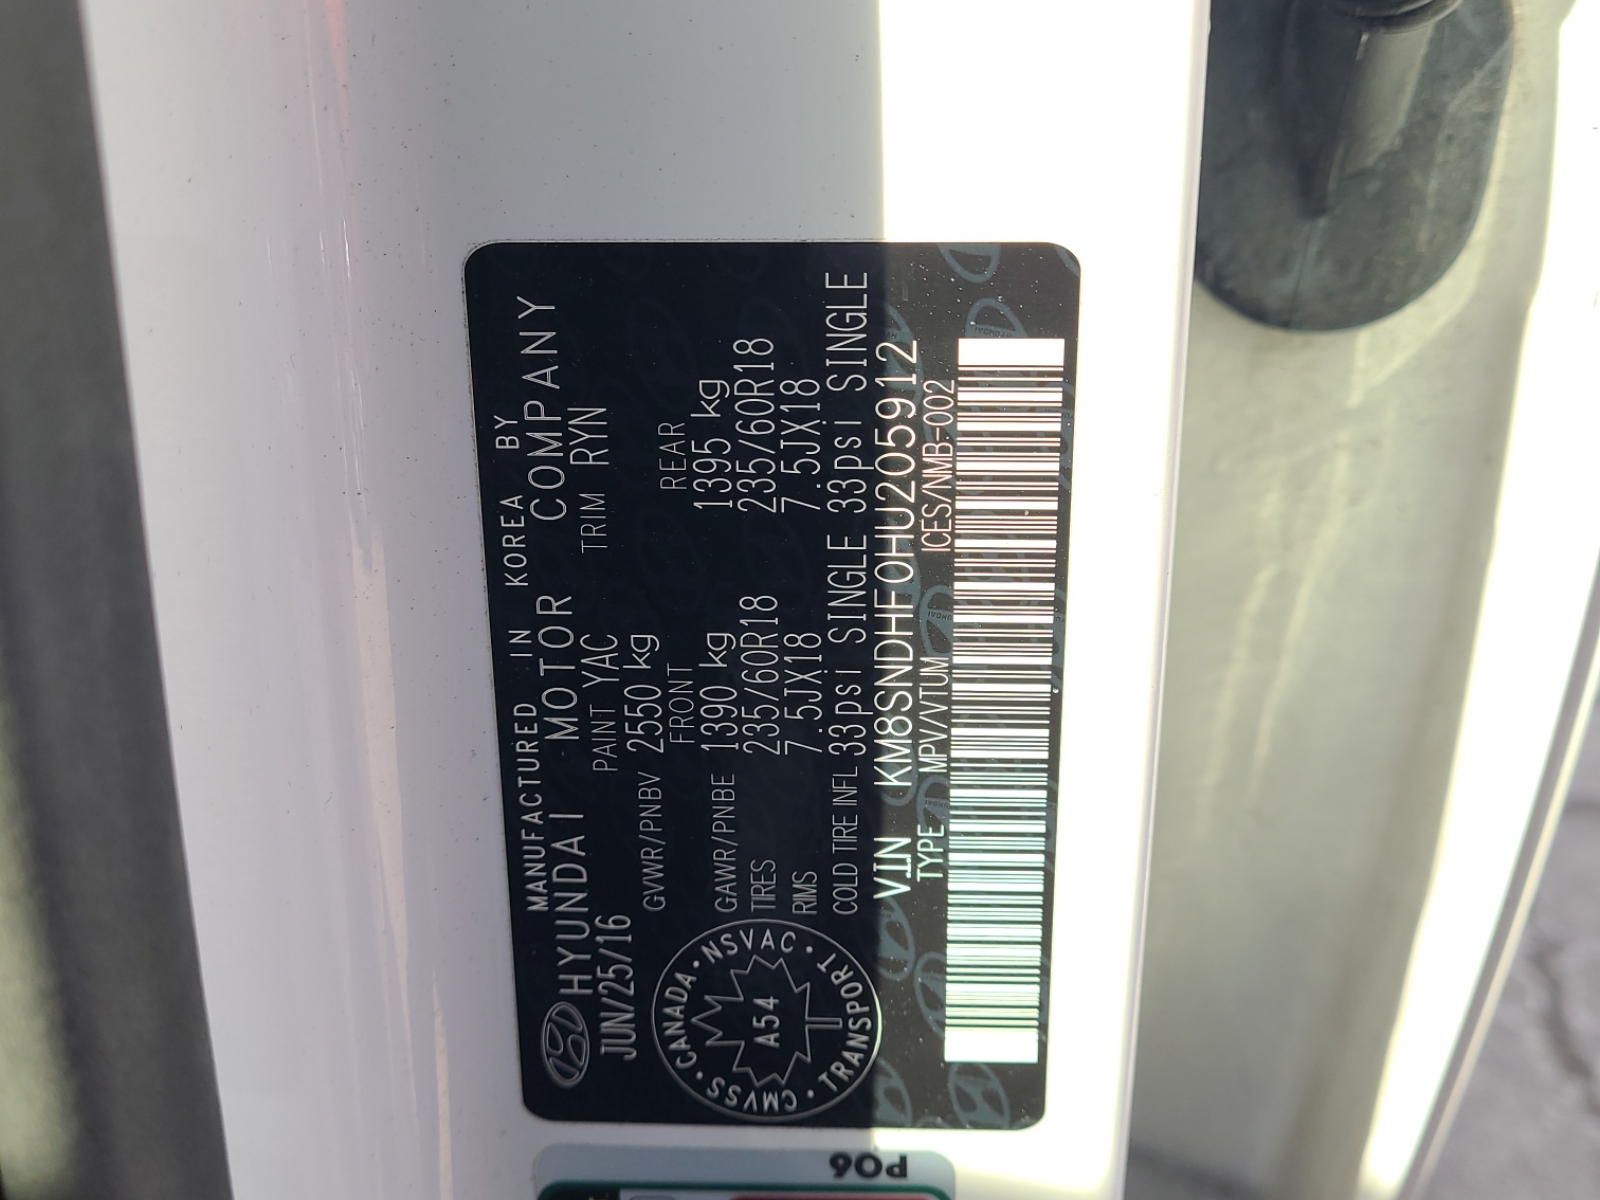 MANUFACTURED IN KOREA BY
HYUNDAI MOTOR COMPANY
JUN/25/16 PAINT YAC TRIM RYN
GVWR/PNBV 2550 kg
FRONT REAR
GAWR/PNBE 1390 kg 1395 kg
TIRES 235/60R18 235/60R18
RIMS 7.5JX18 7.5JX18
COLD TIRE INFL 33psi SINGLE 33psi SINGLE
VIN KM8SNDHF0HU205912
TYPE MPV/VTUM ICES/NMB-002
CANADA · NSVAC · TRANSPORT · CMVSS ·
A54
P06